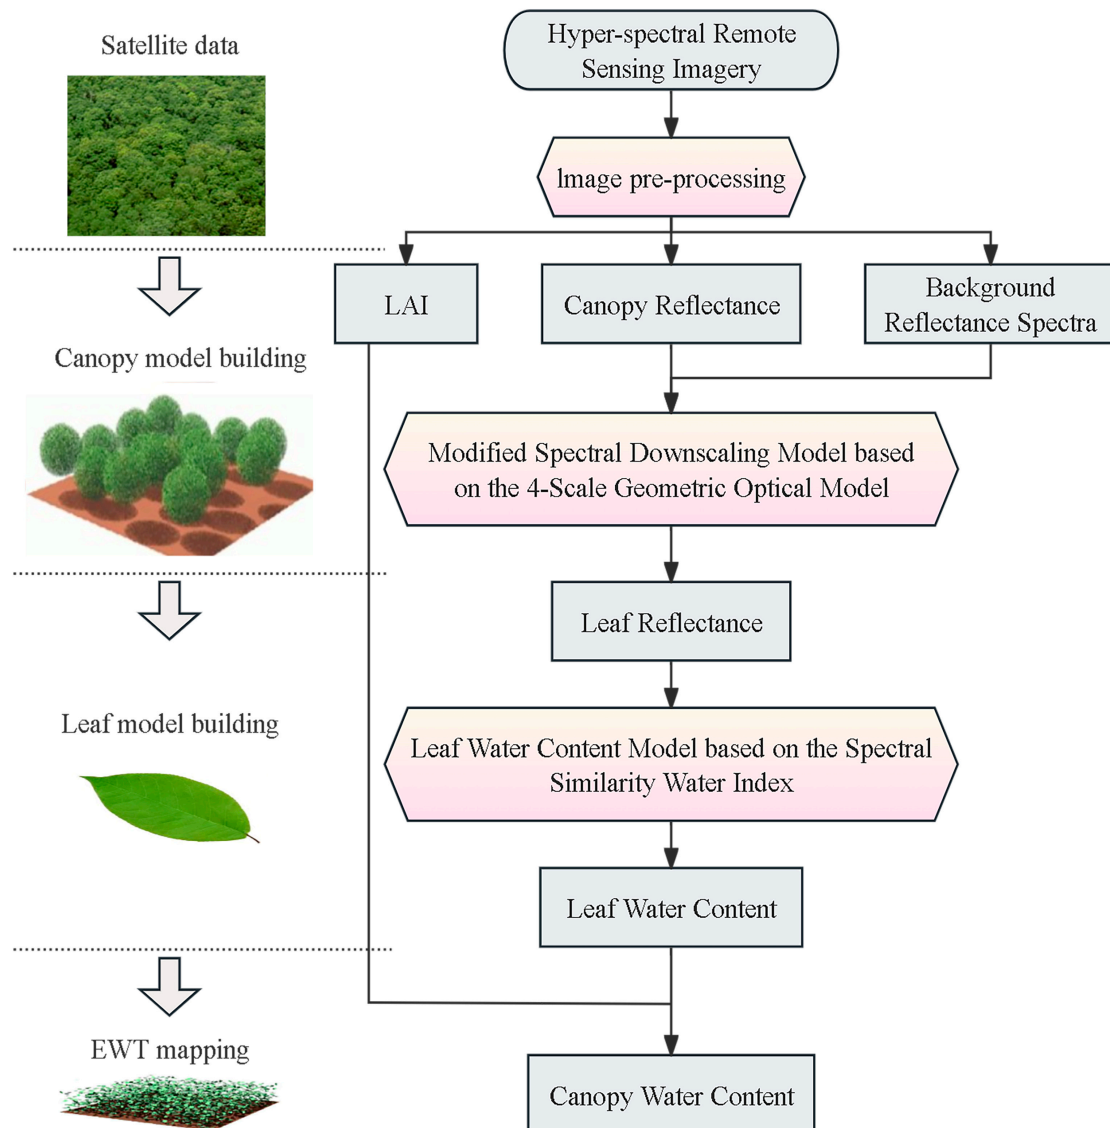 Satellite data
Hyper-spectral Remote
Sensing Imagery
Image pre-processing
LAI
Canopy Reflectance
Background
Reflectance Spectra
Canopy model building
Modified Spectral Downscaling Model based
on the 4-Scale Geometric Optical Model
Leaf Reflectance
Leaf model building
Leaf Water Content Model based on the Spectral
Similarity Water Index
Leaf Water Content
EWT mapping
Canopy Water Content